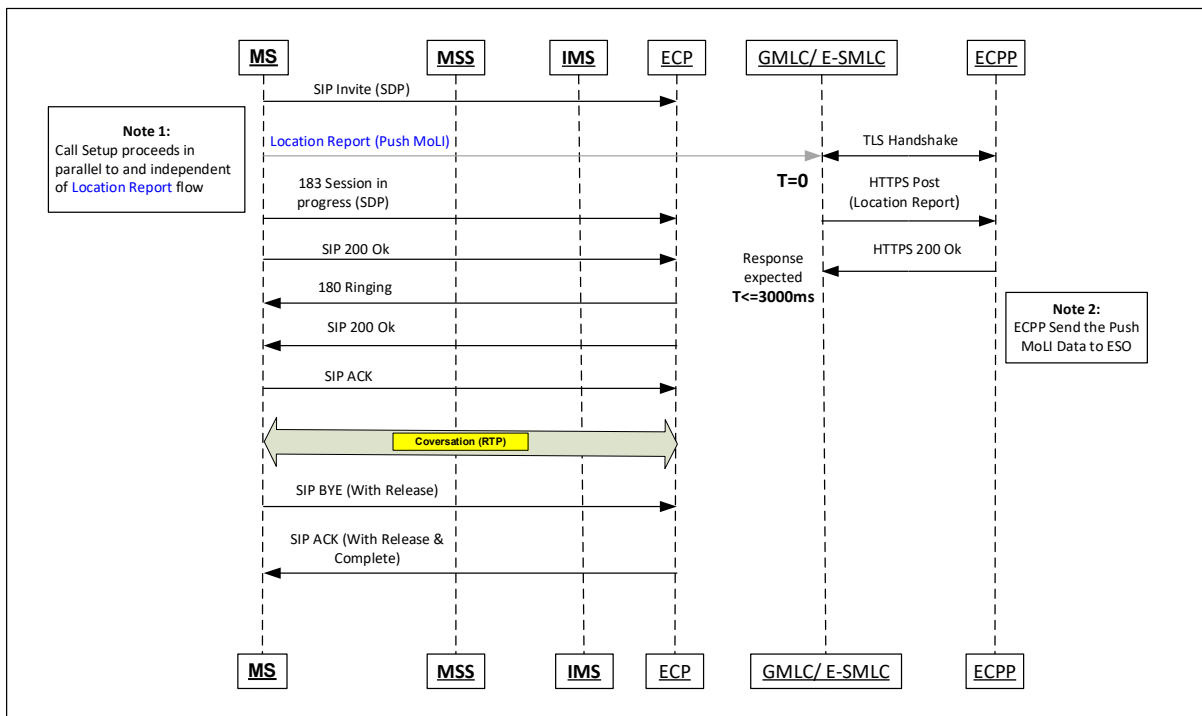 MS
MSS
IMS
ECP
GMLC/ E-SMLC
ECPP
SIP Invite (SDP)
Note 1:
Call Setup proceeds in
parallel to and independent
of Location Report flow
Location Report (Push MoLI)
TLS Handshake
T=0
183 Session in
progress (SDP)
HTTPS Post
(Location Report)
SIP 200 Ok
HTTPS 200 Ok
Response
expected
T<=3000ms
180 Ringing
Note 2:
ECPP Send the Push
MoLI Data to ESO
SIP 200 Ok
SIP ACK
Coversation (RTP)
SIP BYE (With Release)
SIP ACK (With Release &
Complete)
MS
MSS
IMS
ECP
GMLC/ E-SMLC
ECPP